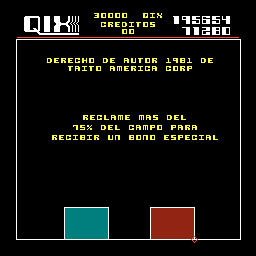 QIX
30000 QIX
CREDITOS
00
195654
71280
DERECHO DE AUTOR 1981 DE
TAITO AMERICA CORP
RECLAME MAS DEL
75% DEL CAMPO PARA
RECIBIR UN BONO ESPECIAL